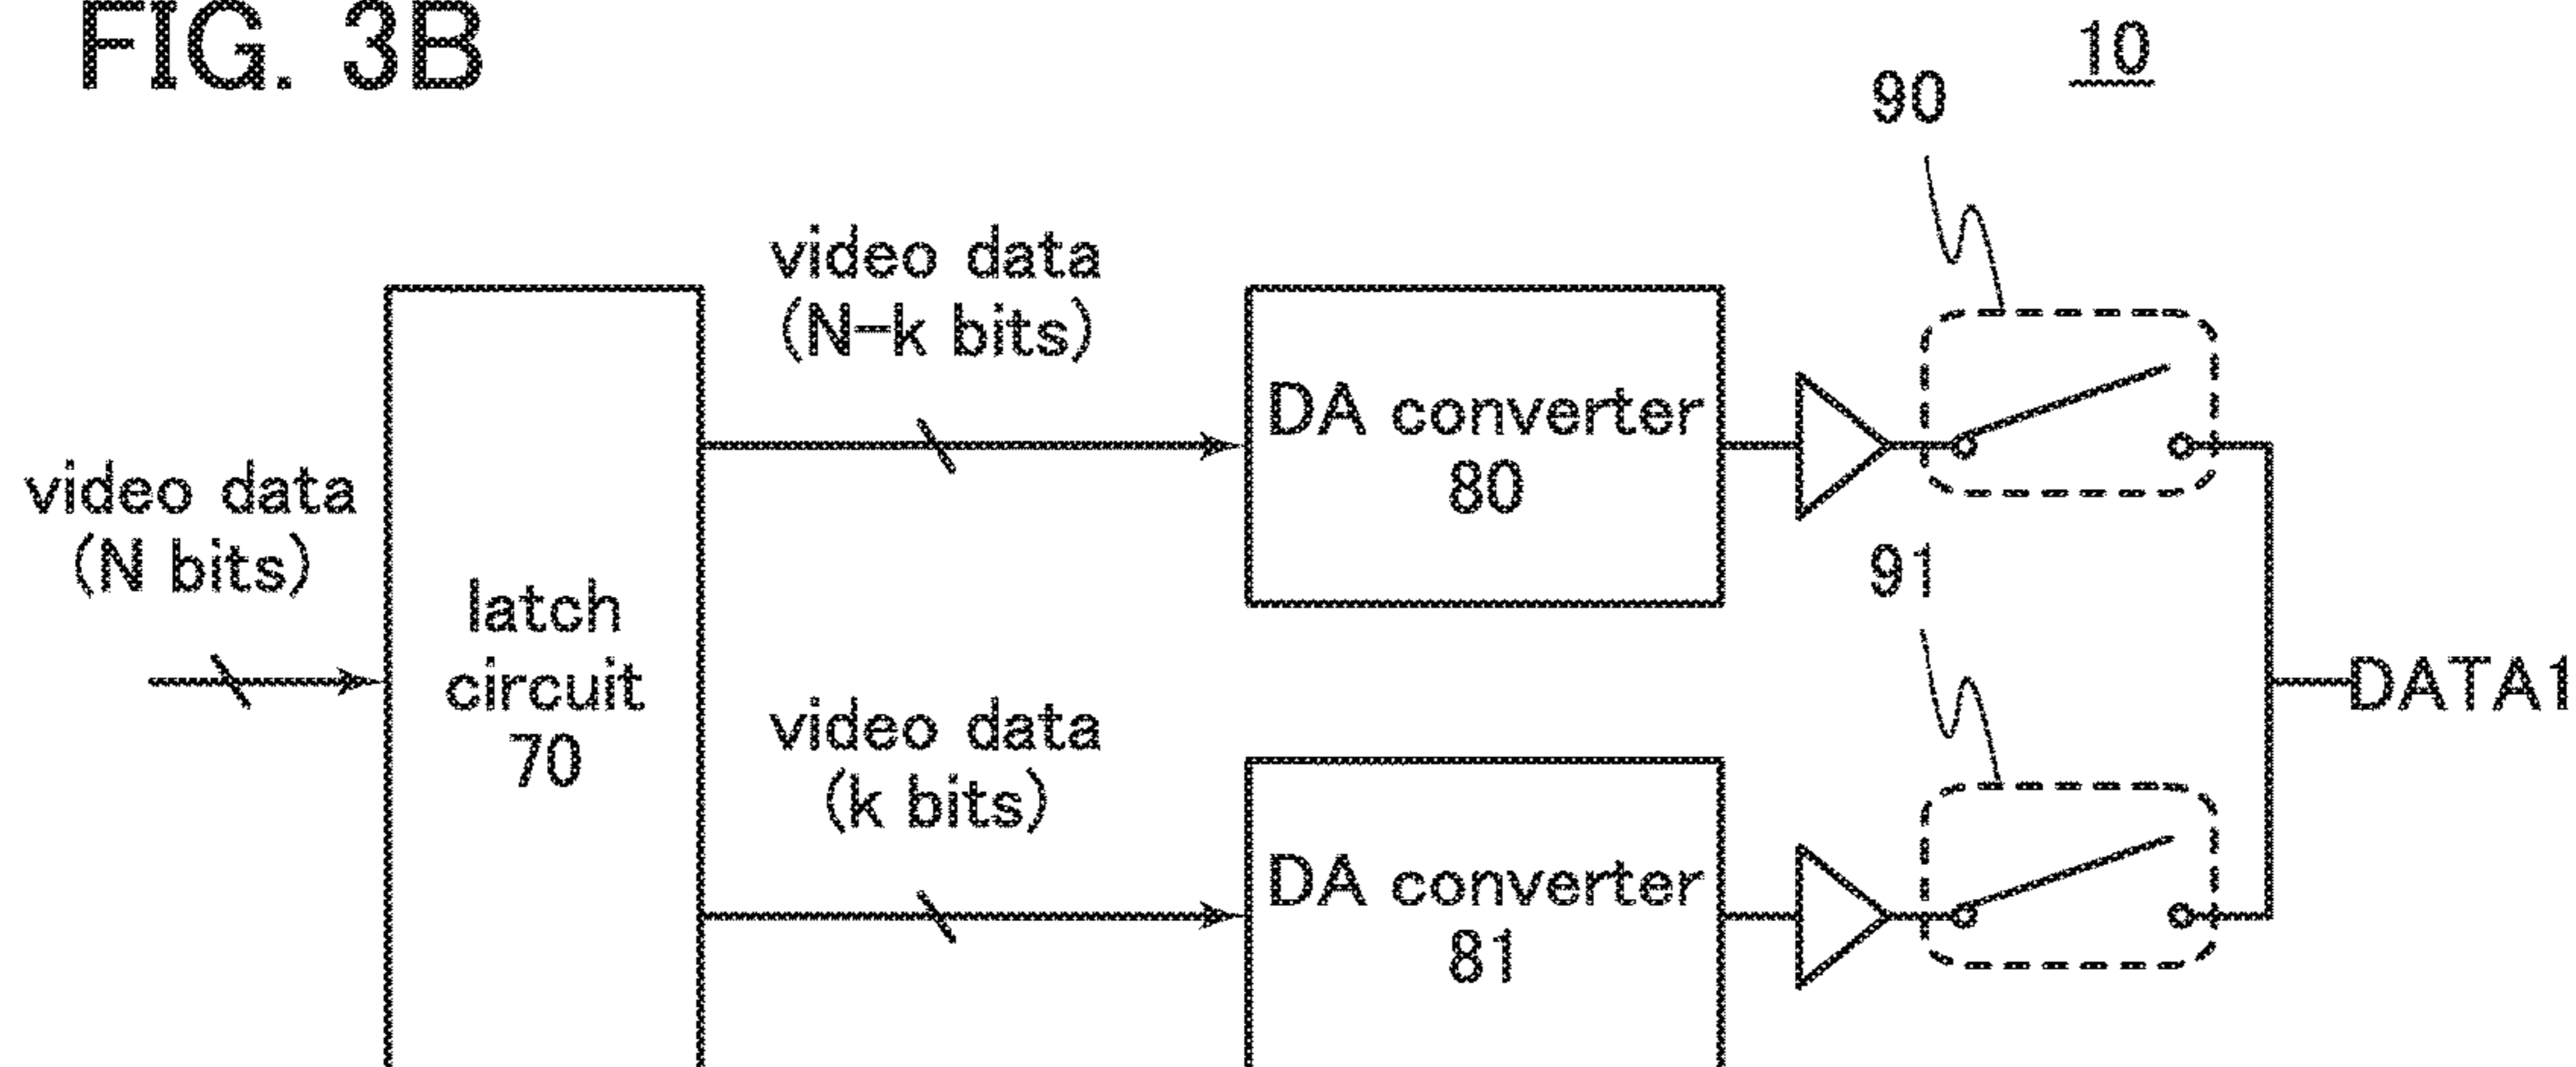 FIG. 3B
10
90
video data
(N-k bits)
DA converter
80
video data
(N bits)
91
latch
circuit
70
DATA1
video data
(k bits)
DA converter
81